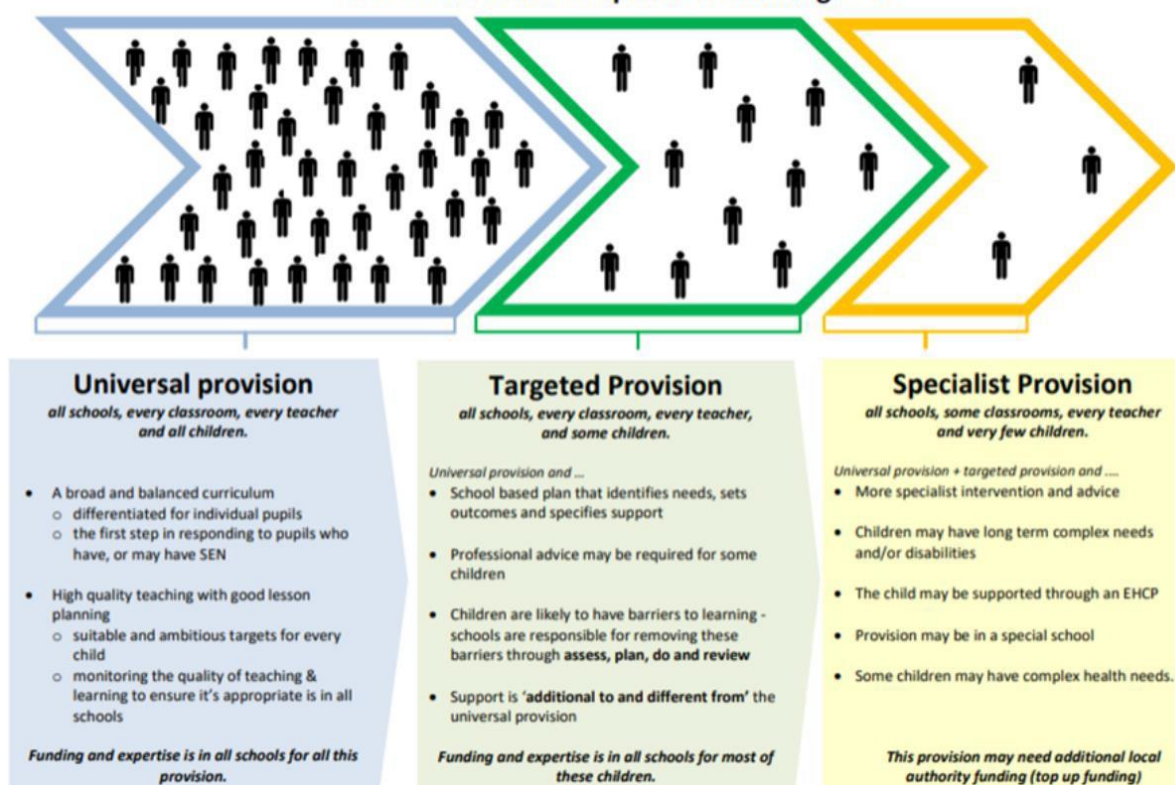 Universal provision
all schools, every classroom, every teacher
and all children.
• A broad and balanced curriculum
o differentiated for individual pupils
o the first step in responding to pupils who
have, or may have SEN
• High quality teaching with good lesson
planning
o suitable and ambitious targets for every
child
o monitoring the quality of teaching &
learning to ensure it's appropriate is in all
schools
Funding and expertise is in all schools for all this
provision.
Targeted Provision
all schools, every classroom, every teacher,
and some children.
Universal provision and ...
• School based plan that identifies needs, sets
outcomes and specifies support
• Professional advice may be required for some
children
• Children are likely to have barriers to learning -
schools are responsible for removing these
barriers through assess, plan, do and review
• Support is 'additional to and different from' the
universal provision
Funding and expertise is in all schools for most of
these children.
Specialist Provision
all schools, some classrooms, every teacher
and very few children.
Universal provision + targeted provision and ....
• More specialist intervention and advice
• Children may have long term complex needs
and/or disabilities
• The child may be supported through an EHCP
• Provision may be in a special school
• Some children may have complex health needs.
This provision may need additional local
authority funding (top up funding)